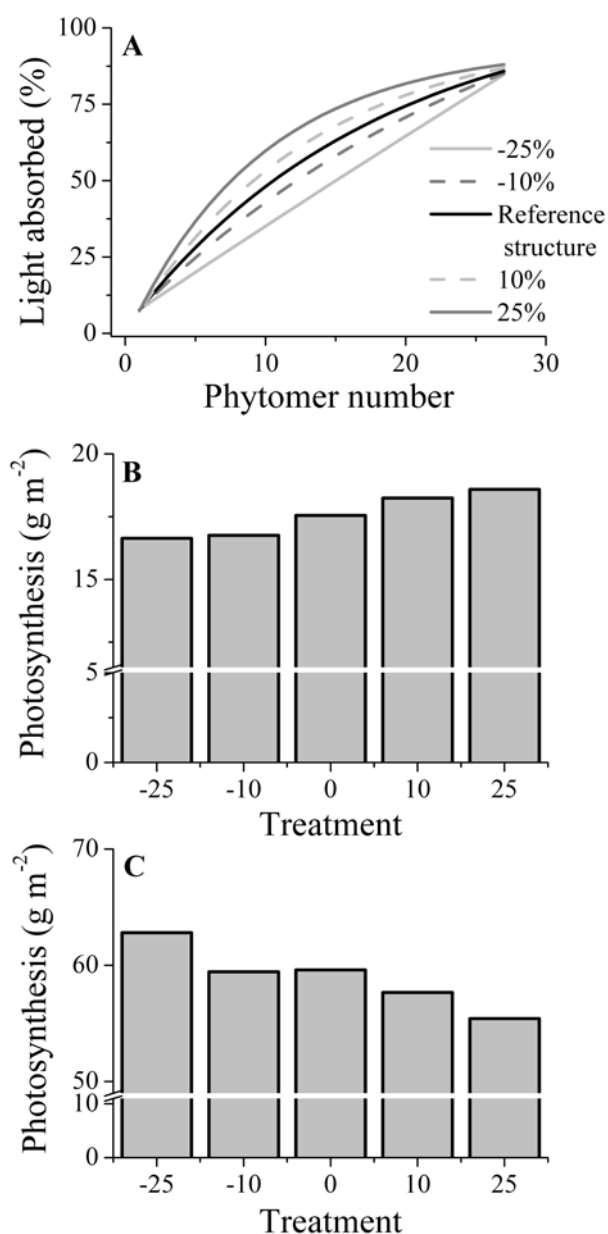 A
Light absorbed (%)
100
75
50
25
0
-25%
-10%
Reference
structure
10%
25%
0
10
20
30
Phytomer number
B
Photosynthesis (g m⁻²)
20
15
5
0
-25
-10
0
10
25
Treatment
C
Photosynthesis (g m⁻²)
70
60
50
10
0
-25
-10
0
10
25
Treatment